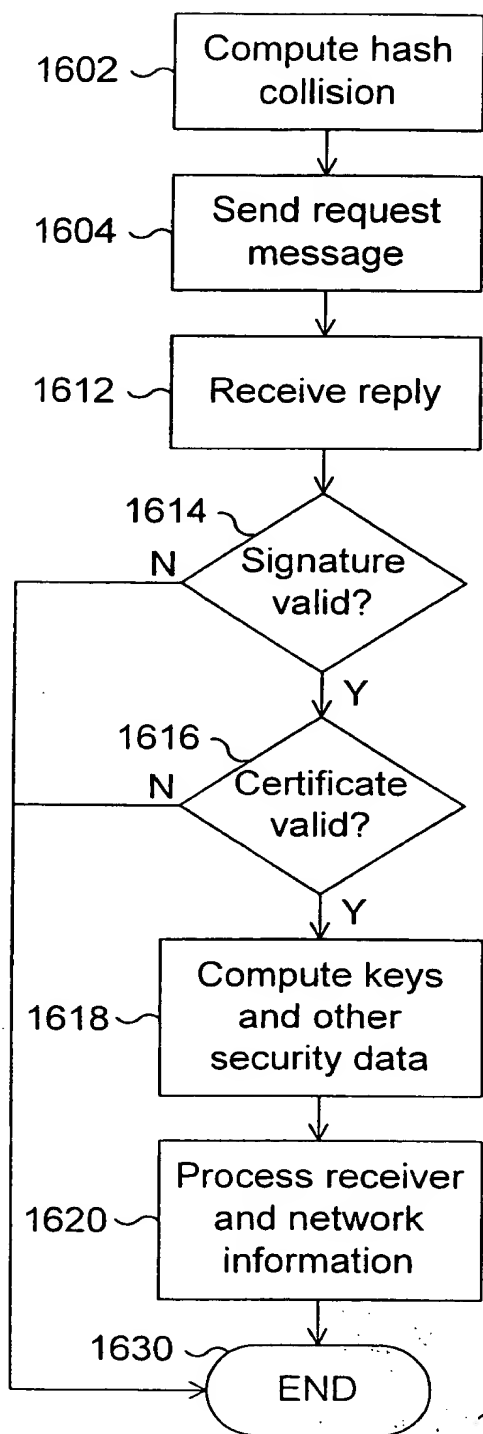 1602
Compute hash
collision
1604
Send request
message
1612
Receive reply
1614
N
Signature
valid?
Y
1616
N
Certificate
valid?
Y
1618
Compute keys
and other
security data
1620
Process receiver
and network
information
1630
END